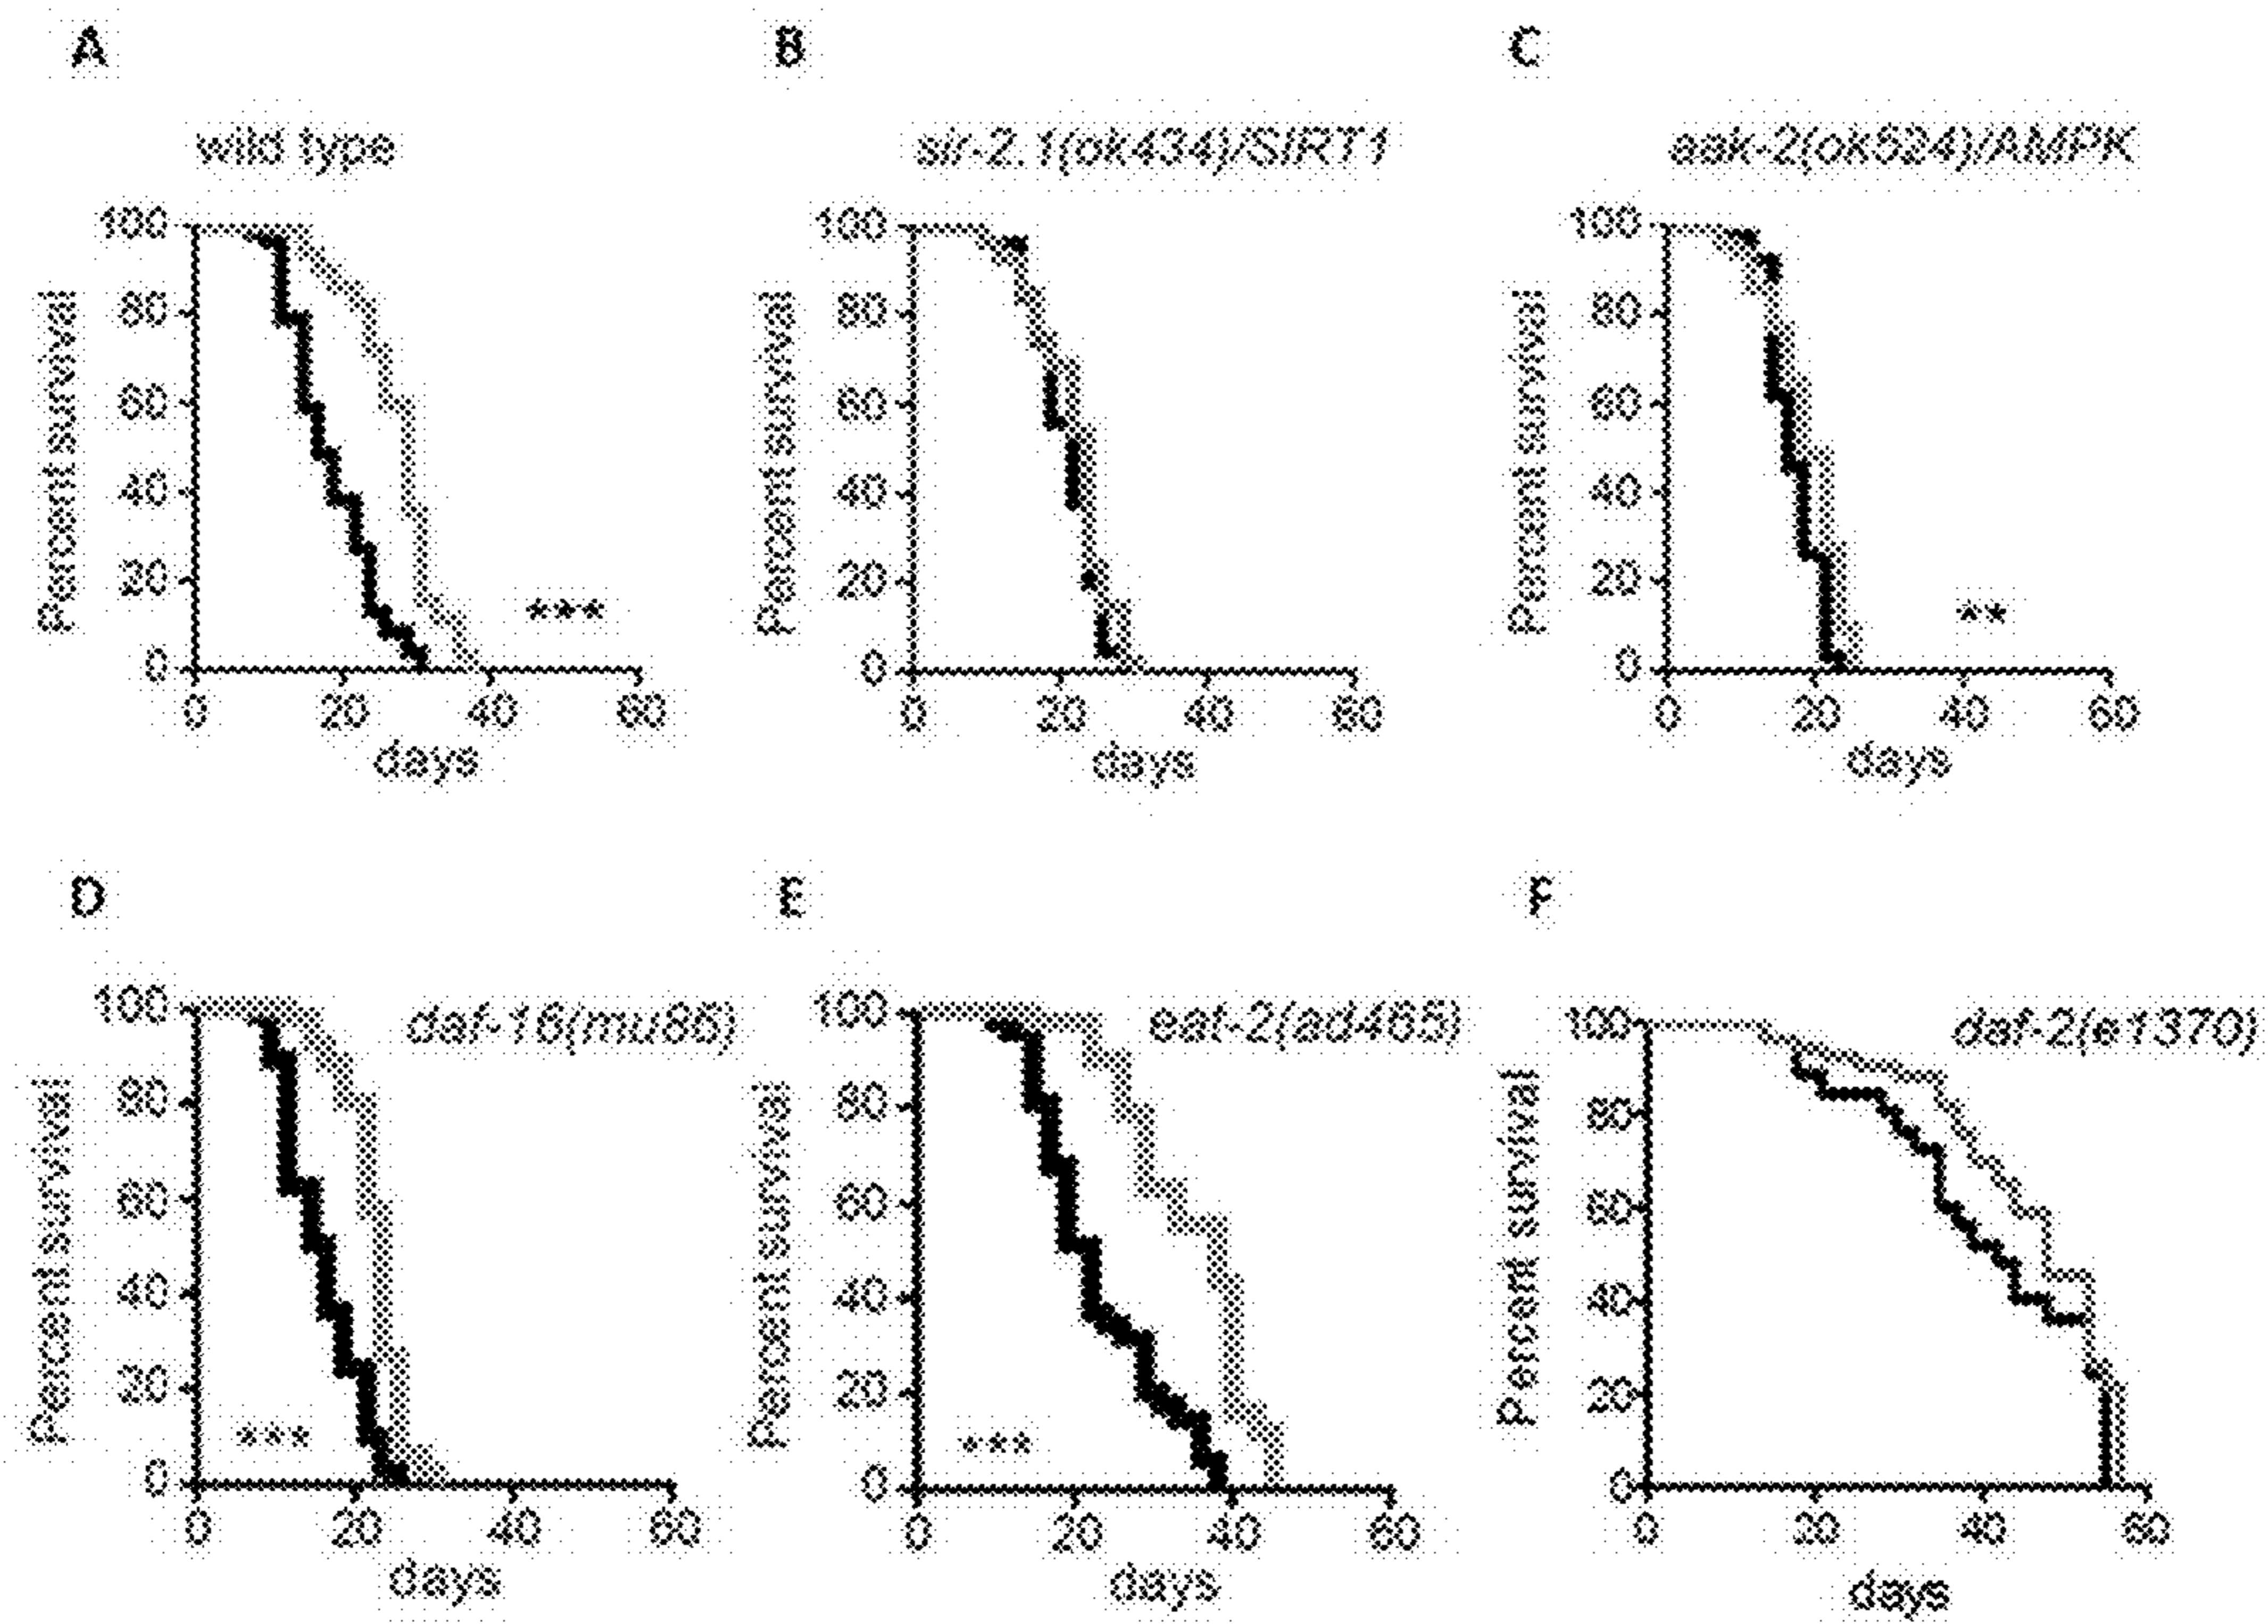 A
wild type
Percent survival
100
80
60
40
20
0
0 20 40 60
days
***
B
sir-2.1(ok434)/SIRT1
Percent survival
100
80
60
40
20
0
0 20 40 60
days
C
aak-2(ok524)/AMPK
Percent survival
100
80
60
40
20
0
0 20 40 60
days
**
D
daf-16(mu86)
Percent survival
100
80
60
40
20
0
0 20 40 60
days
***
E
eat-2(ad465)
Percent survival
100
80
60
40
20
0
0 20 40 60
days
***
F
daf-2(e1370)
Percent survival
100
80
60
40
20
0
0 20 40 60
days